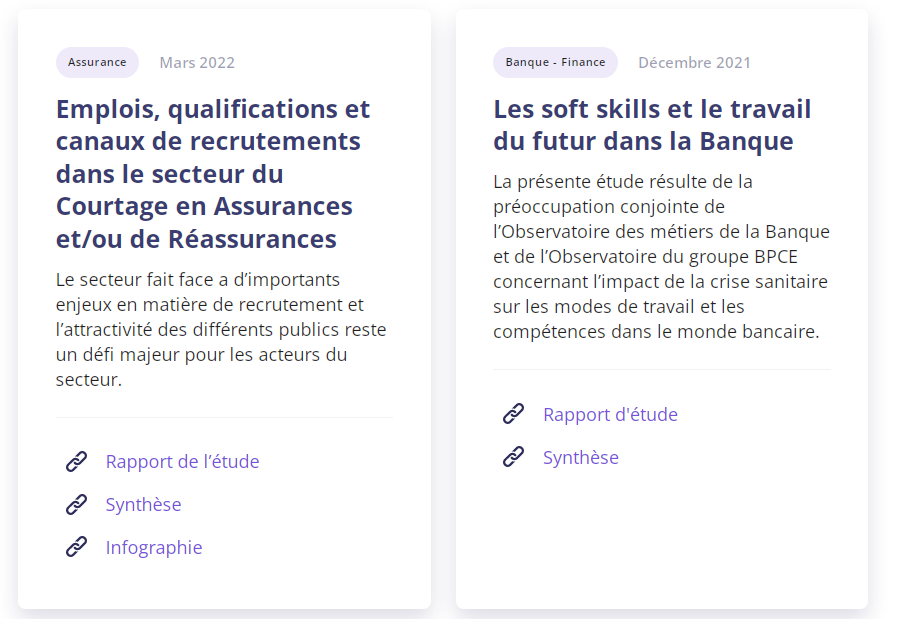 Assurance
Mars 2022
Emplois, qualifications et
canaux de recrutements
dans le secteur du
Courtage en Assurances
et/ou de Réassurances
Le secteur fait face a d’importants
enjeux en matière de recrutement et
l’attractivité des différents publics reste
un défi majeur pour les acteurs du
secteur.
Rapport de l’étude
Synthèse
Infographie
Banque - Finance
Décembre 2021
Les soft skills et le travail
du futur dans la Banque
La présente étude résulte de la
préoccupation conjointe de
l’Observatoire des métiers de la Banque
et de l’Observatoire du groupe BPCE
concernant l’impact de la crise sanitaire
sur les modes de travail et les
compétences dans le monde bancaire.
Rapport d'étude
Synthèse